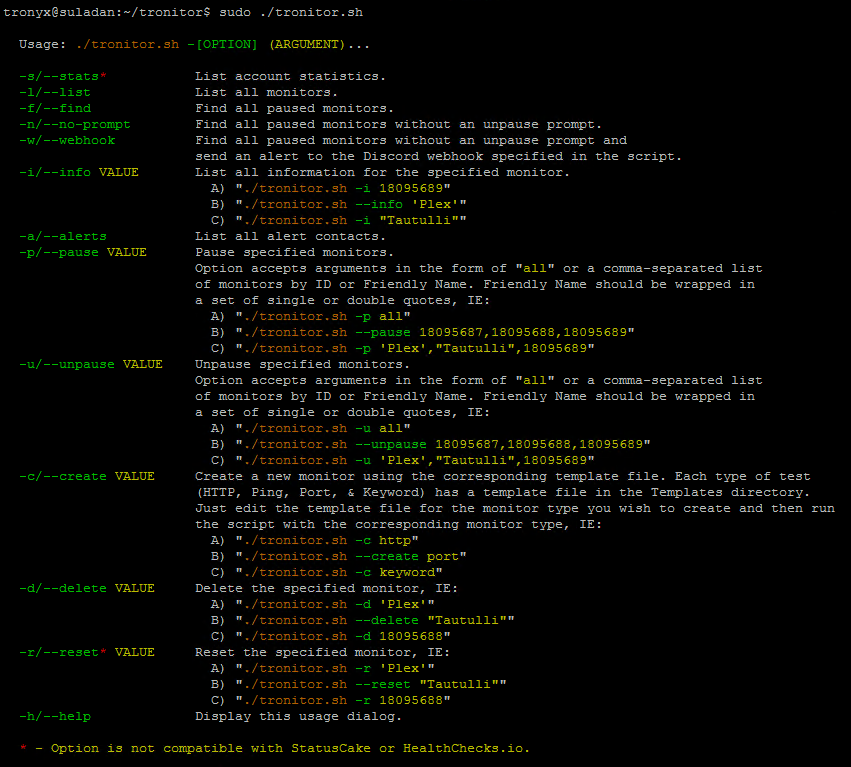 tronyx@suladan:~/tronitor$ sudo ./tronitor.sh
Usage: ./tronitor.sh -[OPTION] (ARGUMENT)...
-s/--stats* List account statistics.
-l/--list List all monitors.
-f/--find Find all paused monitors.
-n/--no-prompt Find all paused monitors without an unpause prompt.
-w/--webhook Find all paused monitors without an unpause prompt and
send an alert to the Discord webhook specified in the script.
-i/--info VALUE List all information for the specified monitor.
A) "./tronitor.sh -i 18095689"
B) "./tronitor.sh --info 'Plex'"
C) "./tronitor.sh -i "Tautulli""
-a/--alerts List all alert contacts.
-p/--pause VALUE Pause specified monitors.
Option accepts arguments in the form of "all" or a comma-separated list
of monitors by ID or Friendly Name. Friendly Name should be wrapped in
a set of single or double quotes, IE:
A) "./tronitor.sh -p all"
B) "./tronitor.sh --pause 18095687,18095688,18095689"
C) "./tronitor.sh -p 'Plex',"Tautulli",18095689"
-u/--unpause VALUE Unpause specified monitors.
Option accepts arguments in the form of "all" or a comma-separated list
of monitors by ID or Friendly Name. Friendly Name should be wrapped in
a set of single or double quotes, IE:
A) "./tronitor.sh -u all"
B) "./tronitor.sh --unpause 18095687,18095688,18095689"
C) "./tronitor.sh -u 'Plex',"Tautulli",18095689"
-c/--create VALUE Create a new monitor using the corresponding template file. Each type of test
(HTTP, Ping, Port, & Keyword) has a template file in the Templates directory.
Just edit the template file for the monitor type you wish to create and then run
the script with the corresponding monitor type, IE:
A) "./tronitor.sh -c http"
B) "./tronitor.sh --create port"
C) "./tronitor.sh -c keyword"
-d/--delete VALUE Delete the specified monitor, IE:
A) "./tronitor.sh -d 'Plex'"
B) "./tronitor.sh --delete "Tautulli""
C) "./tronitor.sh -d 18095688"
-r/--reset* VALUE Reset the specified monitor, IE:
A) "./tronitor.sh -r 'Plex'"
B) "./tronitor.sh --reset "Tautulli""
C) "./tronitor.sh -r 18095688"
-h/--help Display this usage dialog.
* - Option is not compatible with StatusCake or HealthChecks.io.